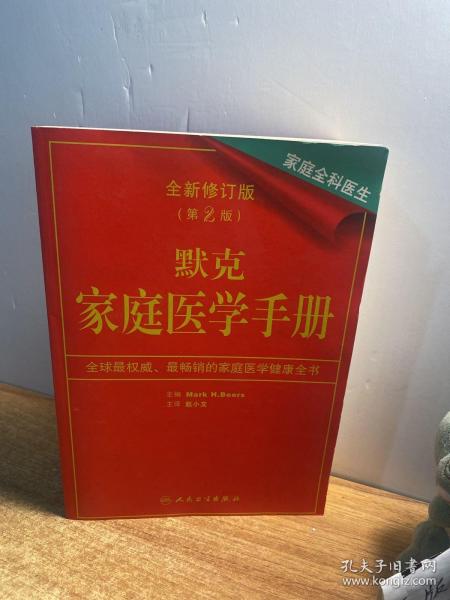 家庭全科医生
全新修订版
(第2版)
默克
家庭医学手册
全球最权威、最畅销的家庭医学健康全书
主编 Mark H.Beers
主译 赵小文
人民卫生出版社
孔夫子旧书网
www.kongfz.com
版